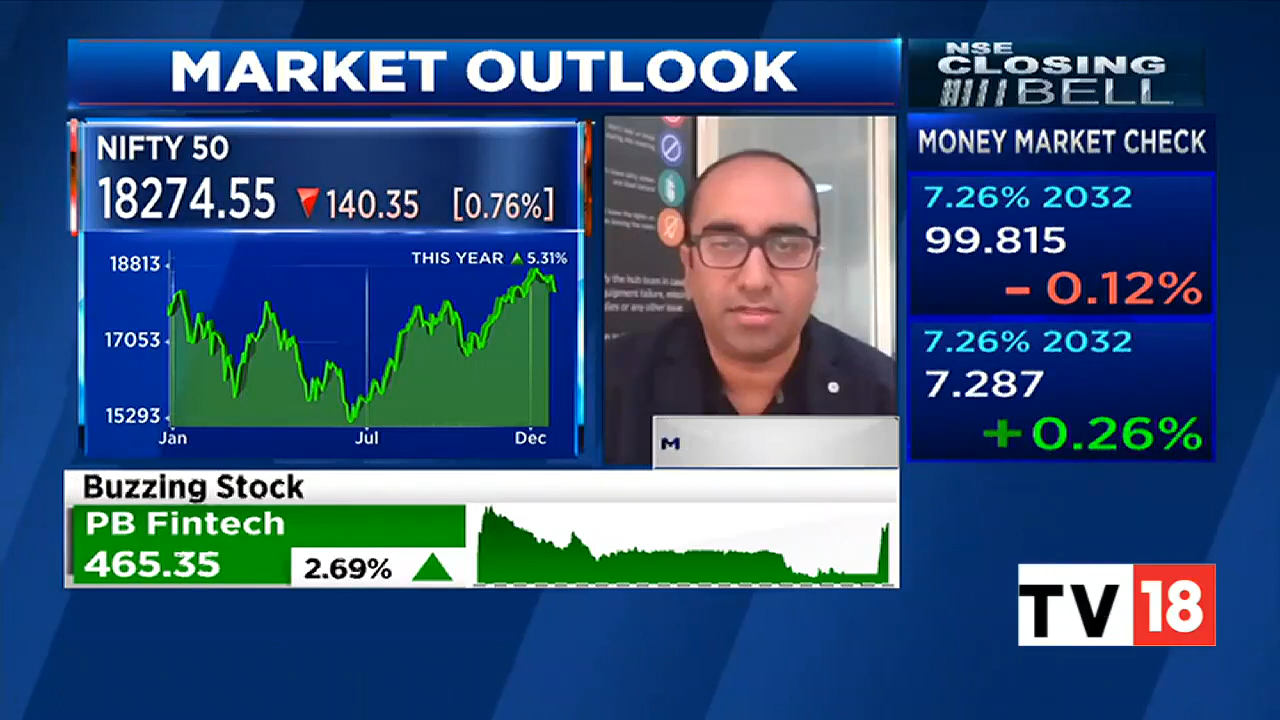 MARKET OUTLOOK
NSE
CLOSING
BELL
NIFTY 50
18274.55 ▼ 140.35 [0.76%]
THIS YEAR ▲ 5.31%
18813
17053
15293
Jan Jul Dec
MONEY MARKET CHECK
7.26% 2032
99.815
- 0.12%
7.26% 2032
7.287
+0.26%
M
Buzzing Stock
PB Fintech
465.35 2.69% ▲
TV18